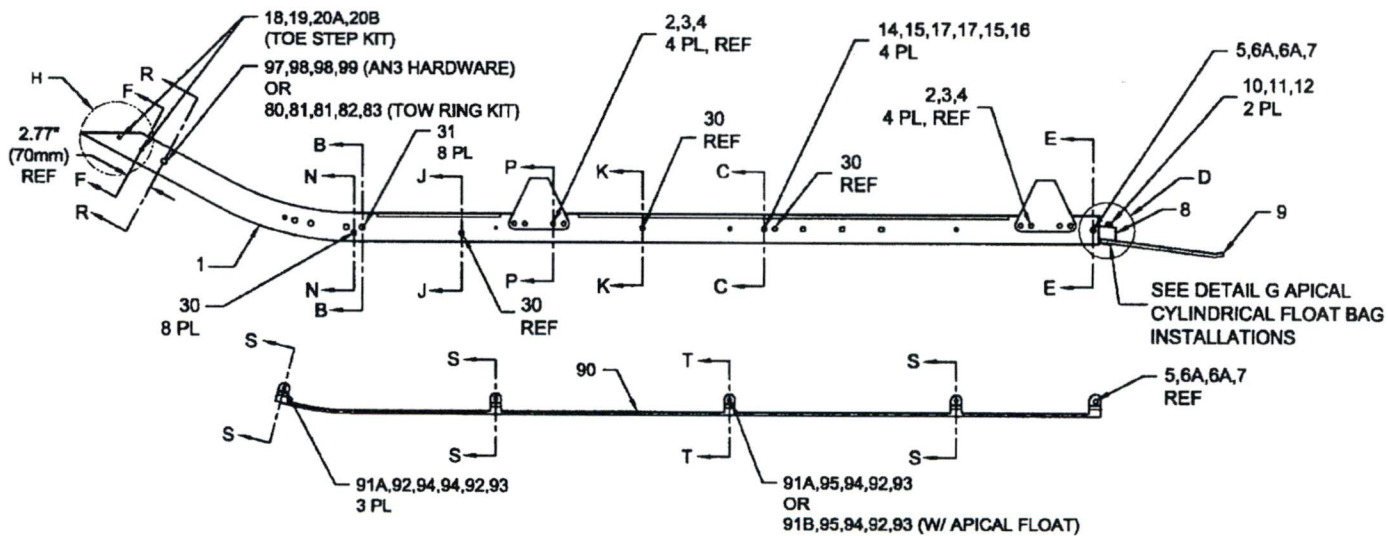 18,19,20A,20B
(TOE STEP KIT)
97,98,98,99 (AN3 HARDWARE)
OR
80,81,81,82,83 (TOW RING KIT)
2,3,4
4 PL, REF
14,15,17,17,15,16
4 PL
5,6A,6A,7
10,11,12
2 PL
2,3,4
4 PL, REF
H
R
F
2.77"
(70mm)
REF
F
R
31
8 PL
30
REF
30
REF
B
N
J
P
K
C
E
D
8
9
1
N
B
J
P
K
C
E
30
8 PL
30
REF
SEE DETAIL G APICAL
CYLINDRICAL FLOAT BAG
INSTALLATIONS
S
S
T
S
90
5,6A,6A,7
REF
S
S
T
S
91A,92,94,94,92,93
3 PL
91A,95,94,92,93
OR
91B,95,94,92,93 (W/ APICAL FLOAT)